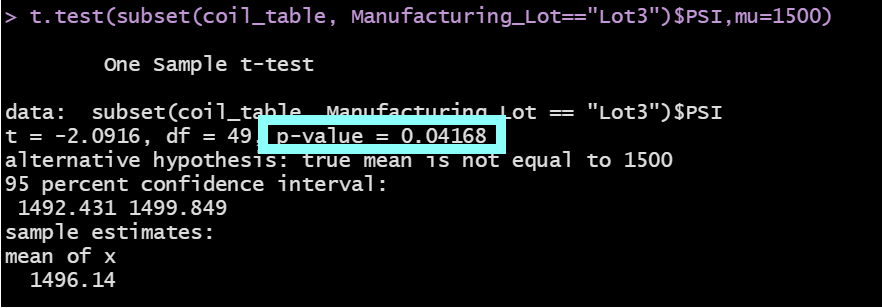 > t.test(subset(coil_table, Manufacturing_Lot=="Lot3")$PSI,mu=1500)
One Sample t-test
data:  subset(coil_table, Manufacturing_Lot == "Lot3")$PSI
t = -2.0916, df = 49, p-value = 0.04168
alternative hypothesis: true mean is not equal to 1500
95 percent confidence interval:
1492.431 1499.849
sample estimates:
mean of x
1496.14